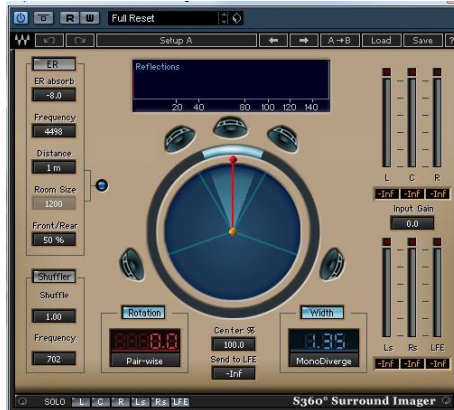 R W Full Reset
Setup A A→B Load Save ?
ER
ER absorb
-8.0
Frequency
4498
Distance
1 m
Room Size
1200
Front/Rear
50 %
Shuffler
Shuffle
1.00
Frequency
702
Reflections
20 40 80 100 120 140
Rotation
0.0
Pair-wise
Center %
100.0
Send to LFE
-Inf
Width
1.35
MonoDiverge
L C R
-Inf -Inf -Inf
Input Gain
0.0
Ls Rs LFE
-Inf -Inf -Inf
SOLO L C R Ls Rs LFE
S360° Surround Imager